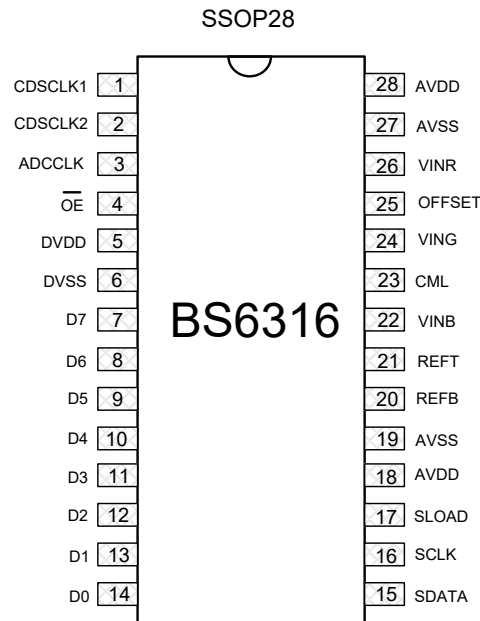 SSOP28
CDSCLK1 1 28 AVDD
CDSCLK2 2 27 AVSS
ADCCLK 3 26 VINR
O̅E̅ 4 25 OFFSET
DVDD 5 24 VING
DVSS 6 23 CML
D7 7 22 VINB
BS6316
D6 8 21 REFT
D5 9 20 REFB
D4 10 19 AVSS
D3 11 18 AVDD
D2 12 17 SLOAD
D1 13 16 SCLK
D0 14 15 SDATA